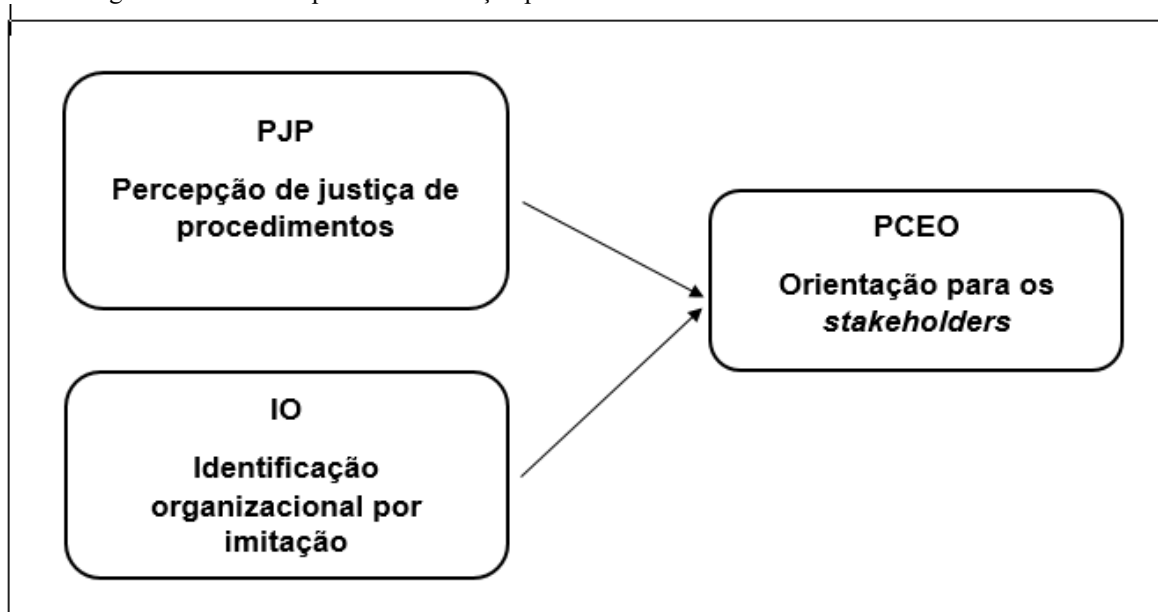 PJP
Percepção de justiça de
procedimentos
PCEO
Orientação para os
stakeholders
IO
Identificação
organizacional por
imitação